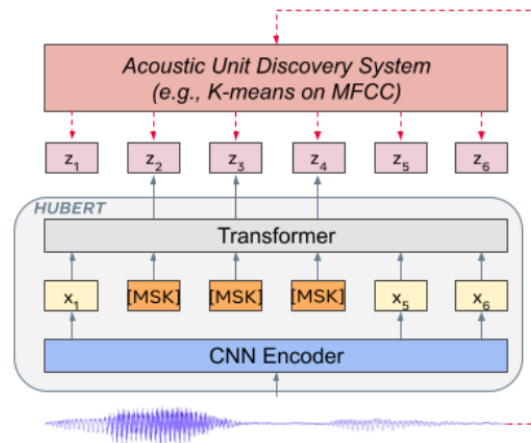 Acoustic Unit Discovery System
(e.g., K-means on MFCC)
z1 z2 z3 z4 z5 z6
HUBERT
Transformer
x1 [MSK] [MSK] [MSK] x5 x6
CNN Encoder